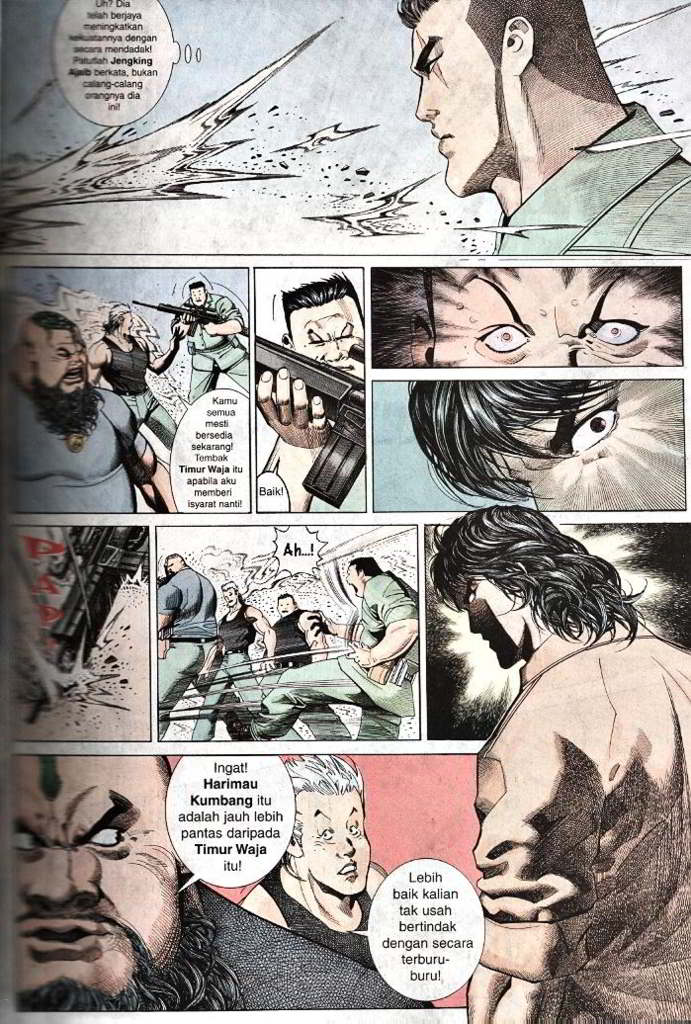 Uh? Dia
telah berjaya
meningkatkan
kekuatannya dengan
secara mendadak!
Patutlah Jengking
Ajaib berkata, bukan
calang-calang
orangnya dia
ini!
Kamu
semua
mesti
bersedia
sekarang!
Tembak
Timur Waja itu
apabila aku
memberi
isyarat nanti!
Baik!
DAP
Ah...!
Ingat!
Harimau
Kumbang itu
adalah jauh lebih
pantas daripada
Timur Waja
itu!
Lebih
baik kalian
tak usah
bertindak
dengan secara
terburu-
buru!